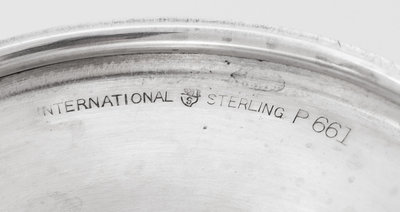 INTERNATIONAL STERLING P 661